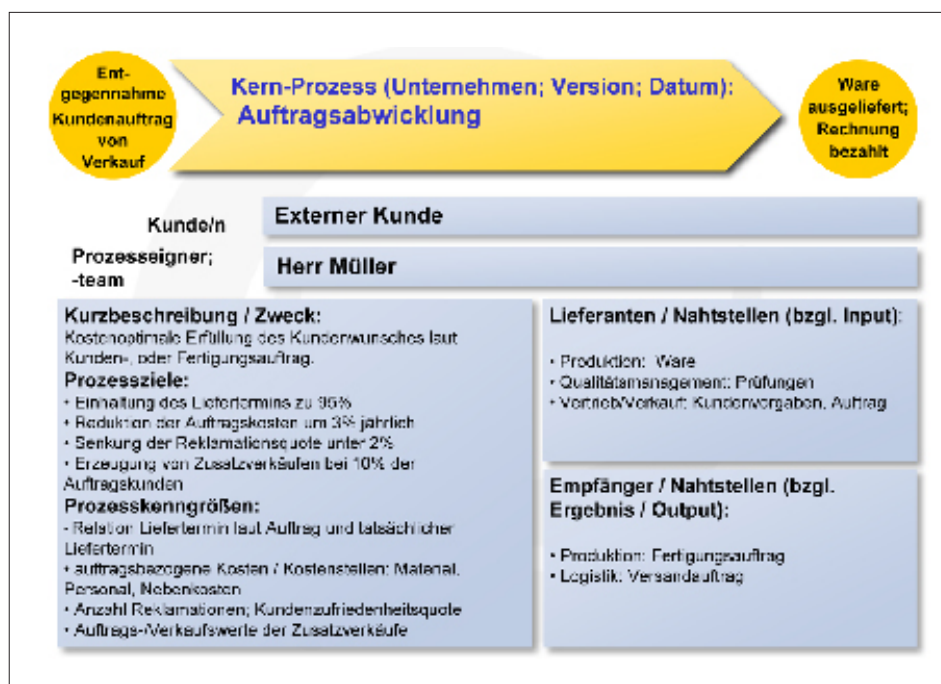 Ent-
gegennahme
Kundenauftrag
von
Verkauf
Kern-Prozess (Unternehmen; Version; Datum):
Auftragsabwicklung
Ware
ausgeliefert;
Rechnung
bezahlt
Kunde/n
Externer Kunde
Prozesseigner;
-team
Herr Müller
Kurzbeschreibung / Zweck:
Kostenoptimale Erfüllung des Kundenwunsches laut
Kunden-, oder Fertigungsauftrag.
Prozessziele:
• Einhaltung des Liefertermins zu 95%
• Reduktion der Auftragskosten um 3% jährlich
• Senkung der Reklamationsquote unter 2%
• Erzeugung von Zusatzverkäufen bei 10% der
Auftragskunden
Prozesskenngrößen:
- Relation Liefertermin laut Auftrag und tatsächlicher
Liefertermin
• auftragsbezogene Kosten / Kostenstellen: Material,
Personal, Nebenkosten
• Anzahl Reklamationen; Kundenzufriedenheitsquote
• Auftrags-/Verkaufswerte der Zusatzverkäufe
Lieferanten / Nahtstellen (bzgl. Input):
• Produktion: Ware
• Qualitätsmanagement: Prüfungen
• Vertrieb/Verkauf: Kundenvorgaben, Auftrag
Empfänger / Nahtstellen (bzgl.
Ergebnis / Output):
• Produktion: Fertigungsauftrag
• Logistik: Versandauftrag